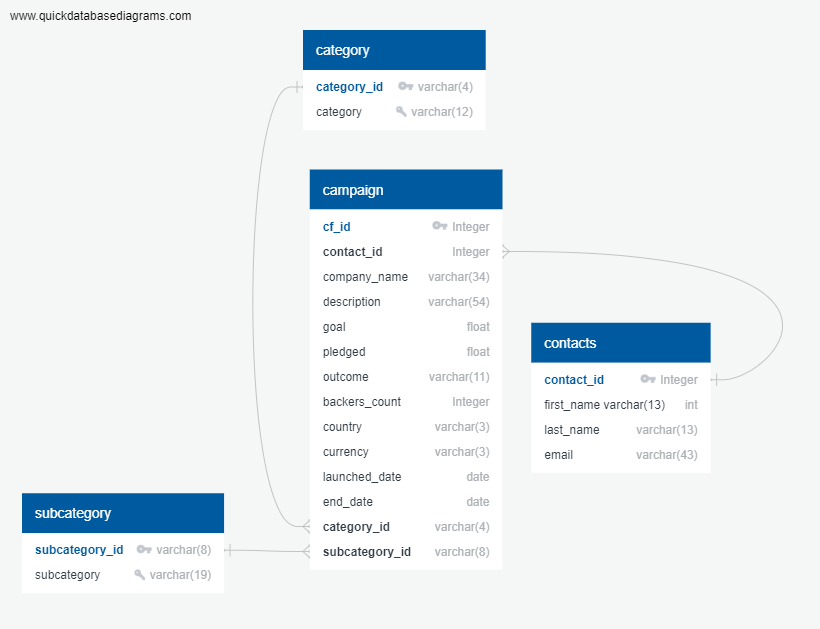 www.quickdatabasediagrams.com
category
category_id varchar(4)
category varchar(12)
campaign
cf_id Integer
contact_id Integer
company_name varchar(34)
description varchar(54)
goal float
pledged float
outcome varchar(11)
backers_count Integer
country varchar(3)
currency varchar(3)
launched_date date
end_date date
category_id varchar(4)
subcategory_id varchar(8)
contacts
contact_id Integer
first_name varchar(13) int
last_name varchar(13)
email varchar(43)
subcategory
subcategory_id varchar(8)
subcategory varchar(19)